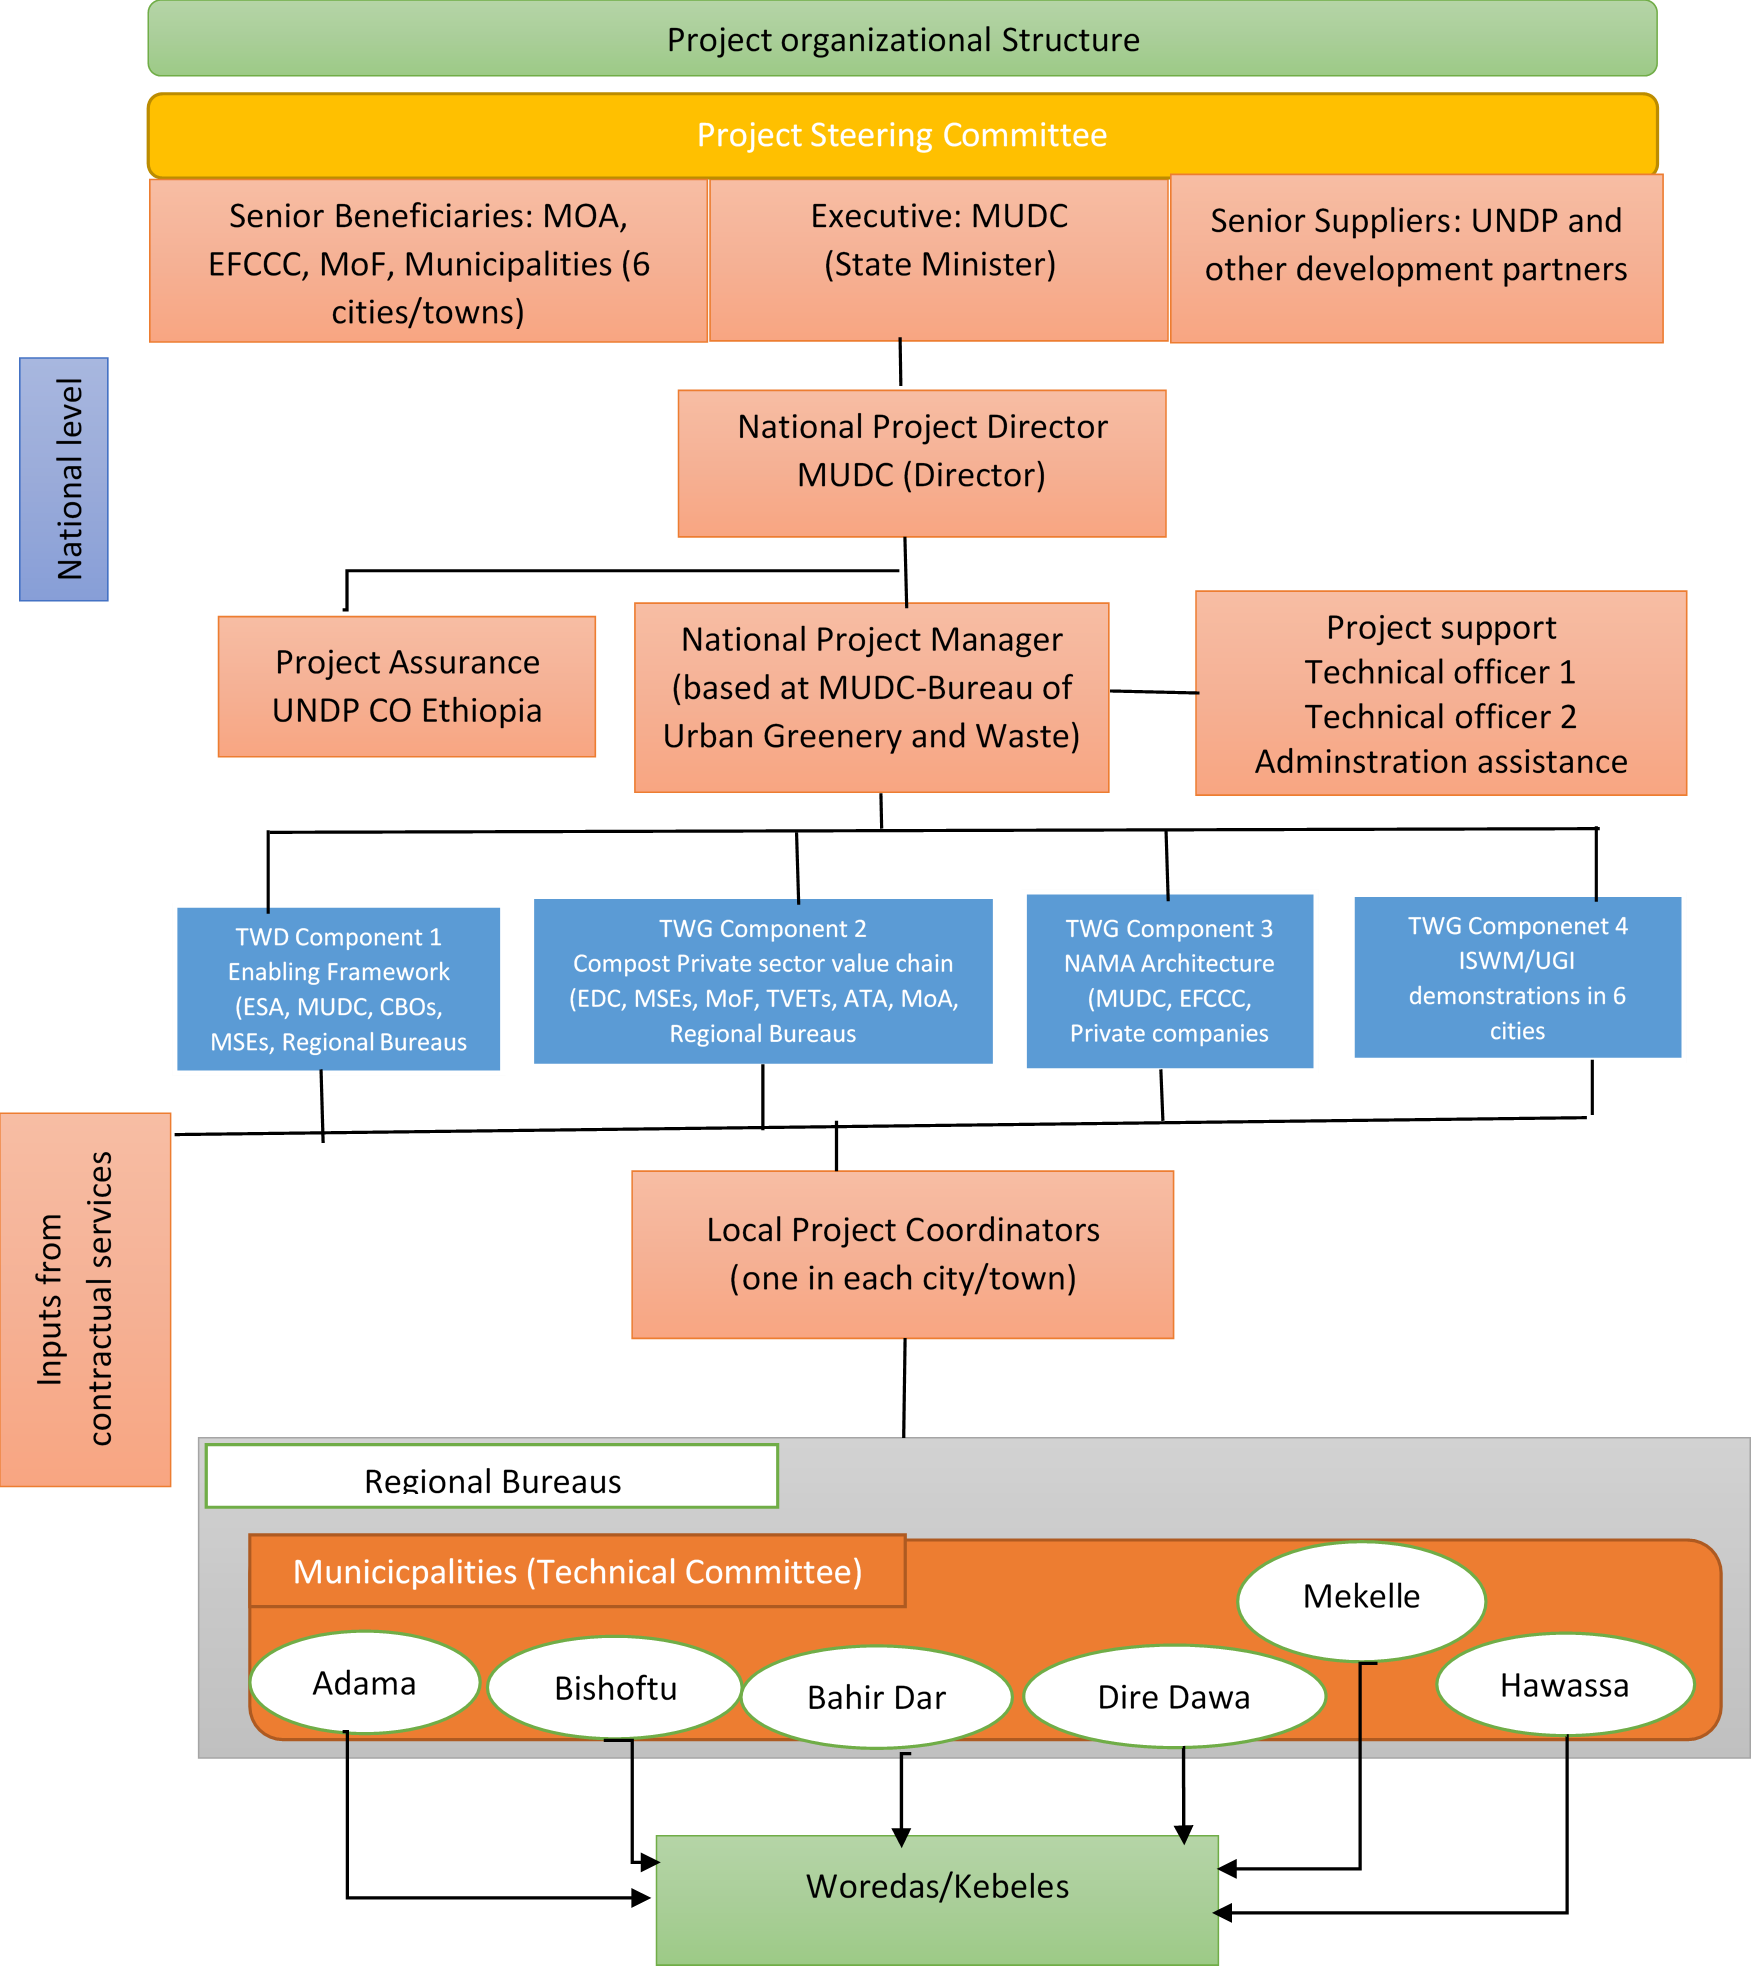 Project organizational Structure
Project Steering Committee
Senior Beneficiaries: MOA,
EFCCC, MoF, Municipalities (6
cities/towns)
Executive: MUDC
(State Minister)
Senior Suppliers: UNDP and
other development partners
National level
National Project Director
MUDC (Director)
Project Assurance
UNDP CO Ethiopia
National Project Manager
(based at MUDC-Bureau of
Urban Greenery and Waste)
Project support
Technical officer 1
Technical officer 2
Adminstration assistance
TWD Component 1
Enabling Framework
(ESA, MUDC, CBOs,
MSEs, Regional Bureaus
TWG Component 2
Compost Private sector value chain
(EDC, MSEs, MoF, TVETs, ATA, MoA,
Regional Bureaus
TWG Component 3
NAMA Architecture
(MUDC, EFCCC,
Private companies
TWG Componenet 4
ISWM/UGI
demonstrations in 6
cities
Inputs from
contractual services
Local Project Coordinators
(one in each city/town)
Regional Bureaus
Municicpalities (Technical Committee)
Mekelle
Adama
Bishoftu
Bahir Dar
Dire Dawa
Hawassa
Woredas/Kebeles